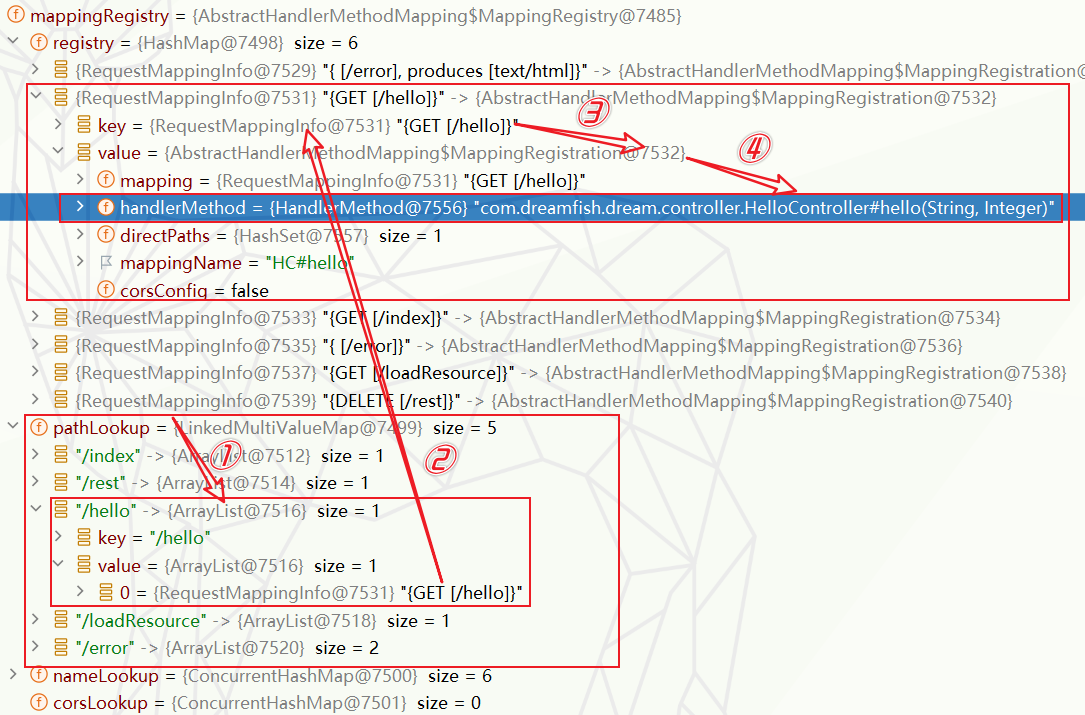 mappingRegistry = {AbstractHandlerMethodMapping$MappingRegistry@7485}
registry = {HashMap@7498} size = 6
{RequestMappingInfo@7529} "{ [/error], produces [text/html]}" -> {AbstractHandlerMethodMapping$MappingRegistration@
{RequestMappingInfo@7531} "{GET [/hello]}" -> {AbstractHandlerMethodMapping$MappingRegistration@7532}
key = {RequestMappingInfo@7531} "{GET [/hello]}"
③
value = {AbstractHandlerMethodMapping$MappingRegistration@7532}
④
mapping = {RequestMappingInfo@7531} "{GET [/hello]}"
handlerMethod = {HandlerMethod@7556} "com.dreamfish.dream.controller.HelloController#hello(String, Integer)"
directPaths = {HashSet@7557} size = 1
mappingName = "HC#hello"
corsConfig = false
{RequestMappingInfo@7533} "{GET [/index]}" -> {AbstractHandlerMethodMapping$MappingRegistration@7534}
{RequestMappingInfo@7535} "{ [/error]}" -> {AbstractHandlerMethodMapping$MappingRegistration@7536}
{RequestMappingInfo@7537} "{GET [/loadResource]}" -> {AbstractHandlerMethodMapping$MappingRegistration@7538}
{RequestMappingInfo@7539} "{DELETE [/rest]}" -> {AbstractHandlerMethodMapping$MappingRegistration@7540}
pathLookup = {LinkedMultiValueMap@7499} size = 5
"/index" -> {ArrayList@7512} size = 1
①
②
"/rest" -> {ArrayList@7514} size = 1
"/hello" -> {ArrayList@7516} size = 1
key = "/hello"
value = {ArrayList@7516} size = 1
0 = {RequestMappingInfo@7531} "{GET [/hello]}"
"/loadResource" -> {ArrayList@7518} size = 1
"/error" -> {ArrayList@7520} size = 2
nameLookup = {ConcurrentHashMap@7500} size = 6
corsLookup = {ConcurrentHashMap@7501} size = 0